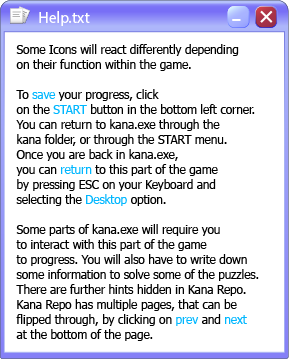 Help.txt
Some Icons will react differently depending
on their function within the game.
To save your progress, click
on the START button in the bottom left corner.
You can return to kana.exe through the
kana folder, or through the START menu.
Once you are back in kana.exe,
you can return to this part of the game
by pressing ESC on your Keyboard and
selecting the Desktop option.
Some parts of kana.exe will require you
to interact with this part of the game
to progress. You will also have to write down
some information to solve some of the puzzles.
There are further hints hidden in Kana Repo.
Kana Repo has multiple pages, that can be
flipped through, by clicking on prev and next
at the bottom of the page.